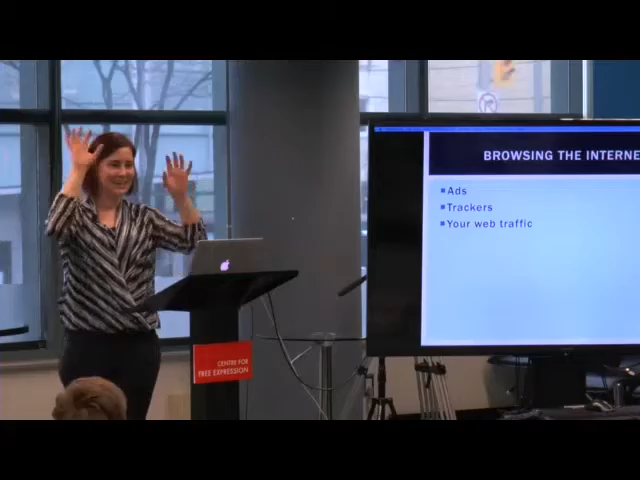 BROWSING THE INTERNE
Ads
Trackers
Your web traffic
CENTRE FOR
FREE EXPRESSION